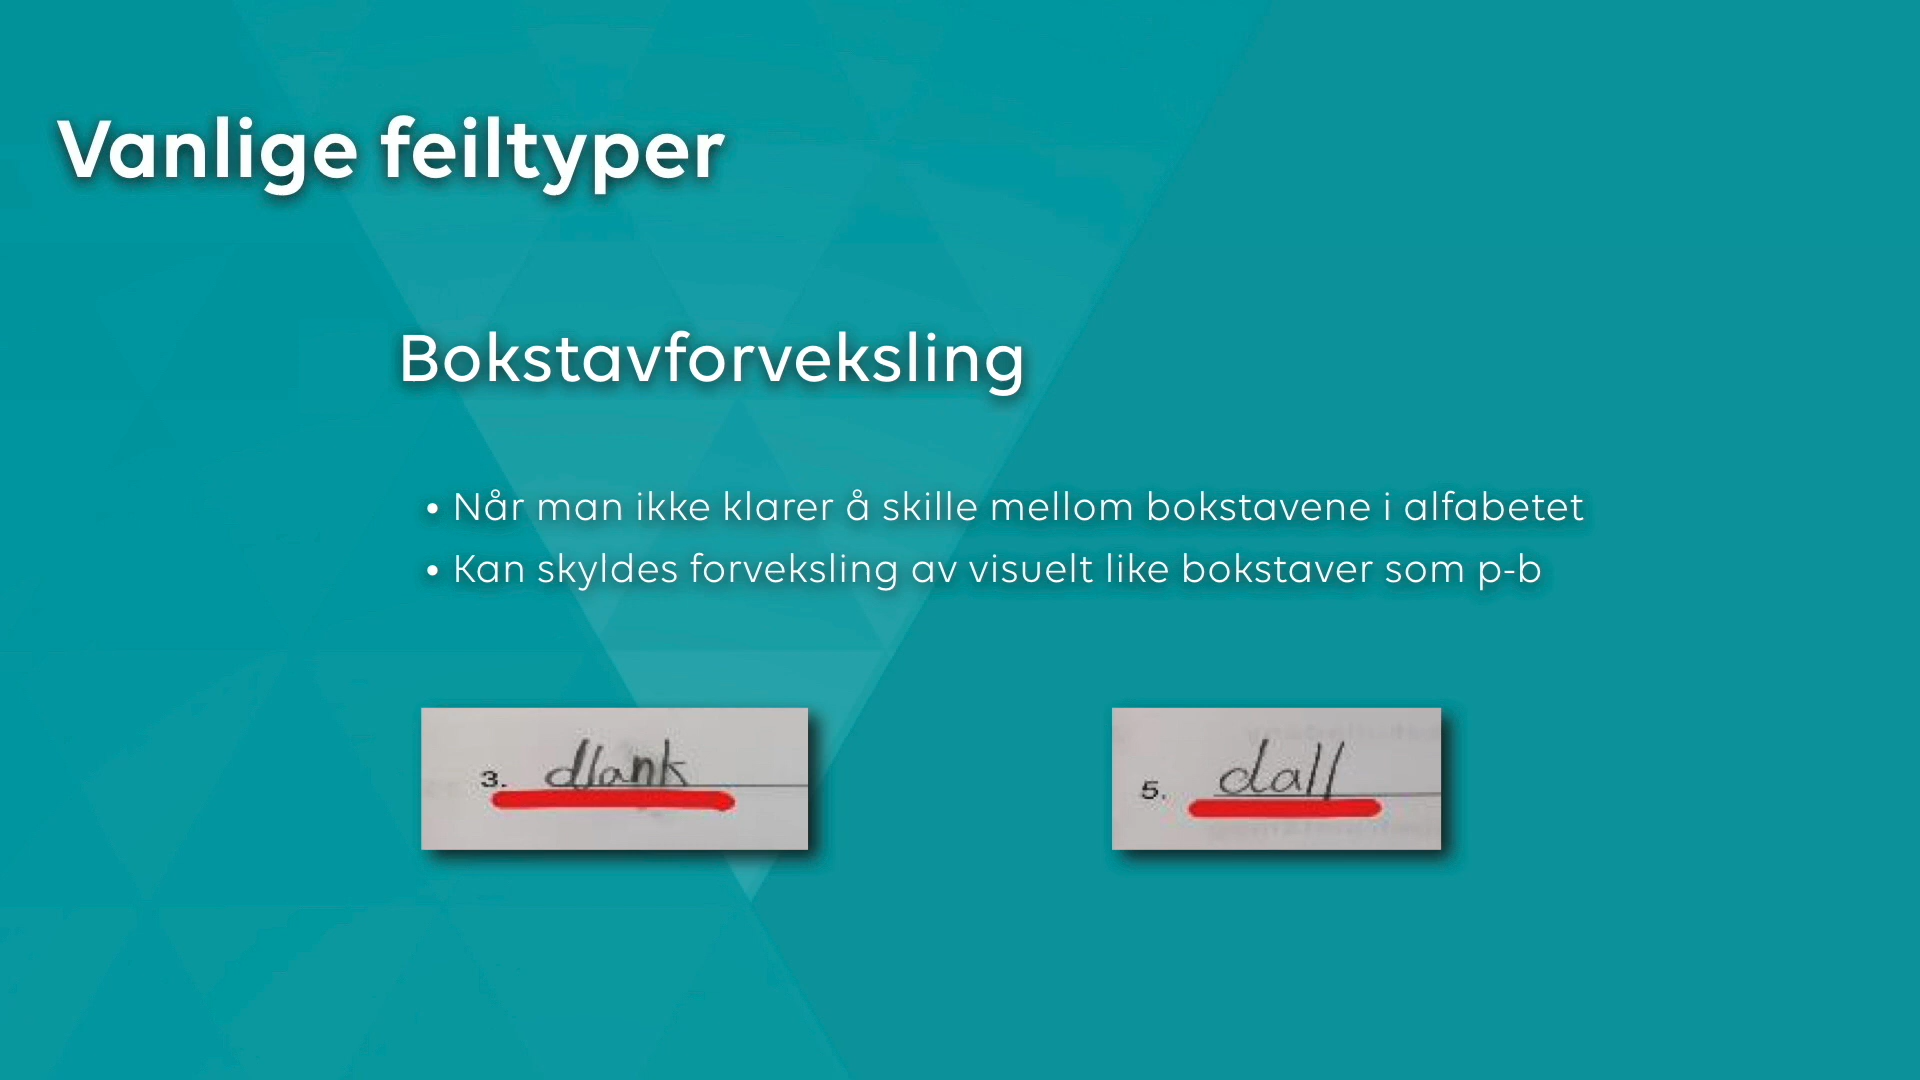 Vanlige feiltyper
Bokstavforveksling
• Når man ikke klarer å skille mellom bokstavene i alfabetet
• Kan skyldes forveksling av visuelt like bokstaver som p-b
3. dlank
5. dall